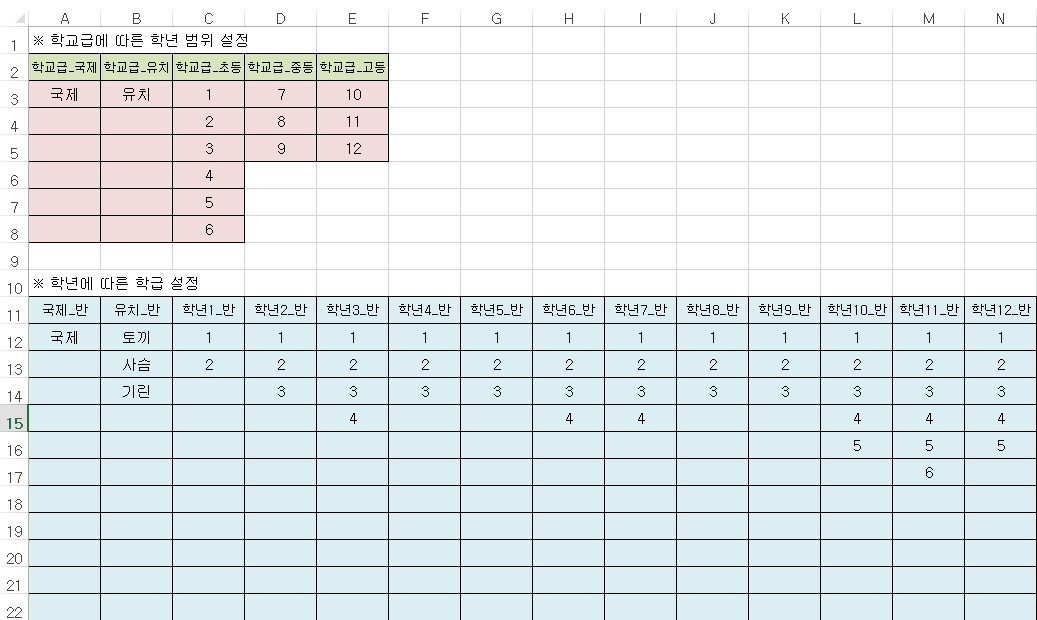 A B C D E F G H I J K L M N
1 ※ 학교급에 따른 학년 범위 설정
2 학교급_국제 학교급_유치 학교급_초등 학교급_중등 학교급_고등
3 국제 유치 1 7 10
4 2 8 11
5 3 9 12
6 4
7 5
8 6
9
10 ※ 학년에 따른 학급 설정
11 국제_반 유치_반 학년1_반 학년2_반 학년3_반 학년4_반 학년5_반 학년6_반 학년7_반 학년8_반 학년9_반 학년10_반 학년11_반 학년12_반
12 국제 토끼 1 1 1 1 1 1 1 1 1 1 1 1
13 사슴 2 2 2 2 2 2 2 2 2 2 2 2
14 기린 3 3 3 3 3 3 3 3 3 3 3
15 4 4 4 4 4 4
16 5 5 5
17 6
18
19
20
21
22